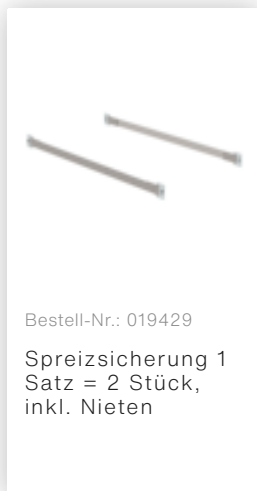 Bestell-Nr.: 019429
Spreizsicherung 1
Satz = 2 Stück,
inkl. Nieten